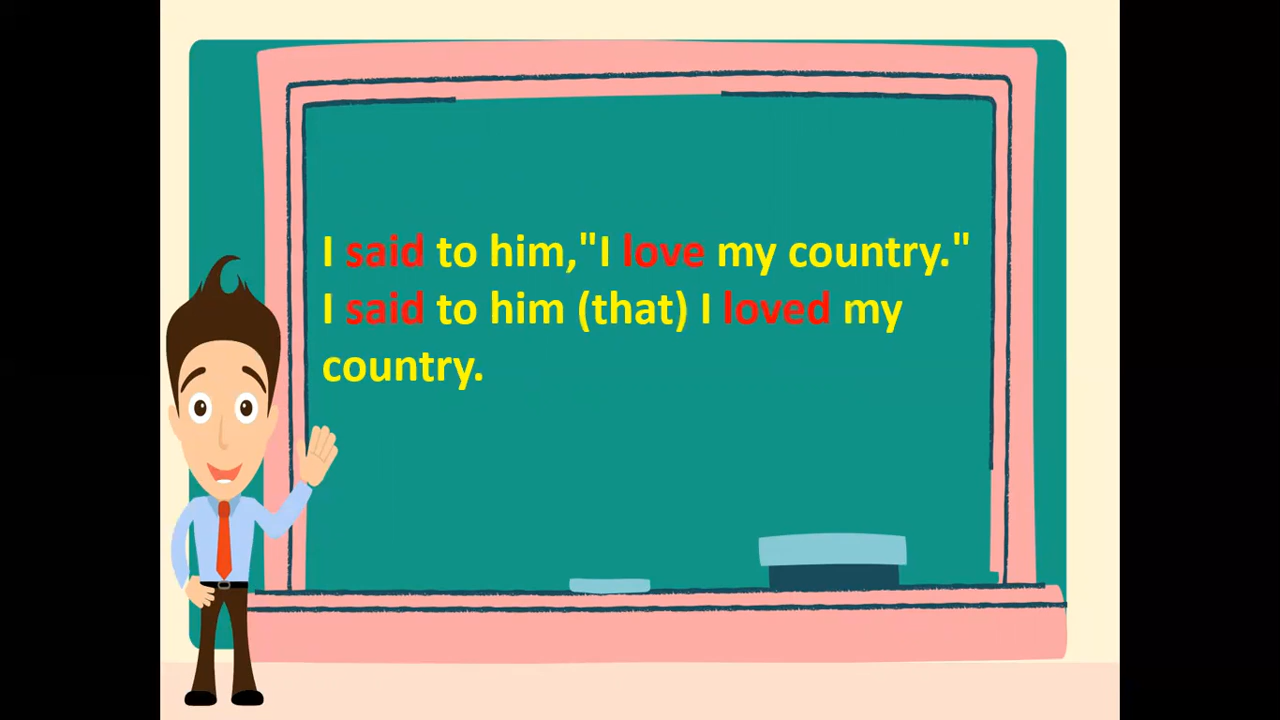 I said to him,"I love my country."
I said to him (that) I loved my
country.